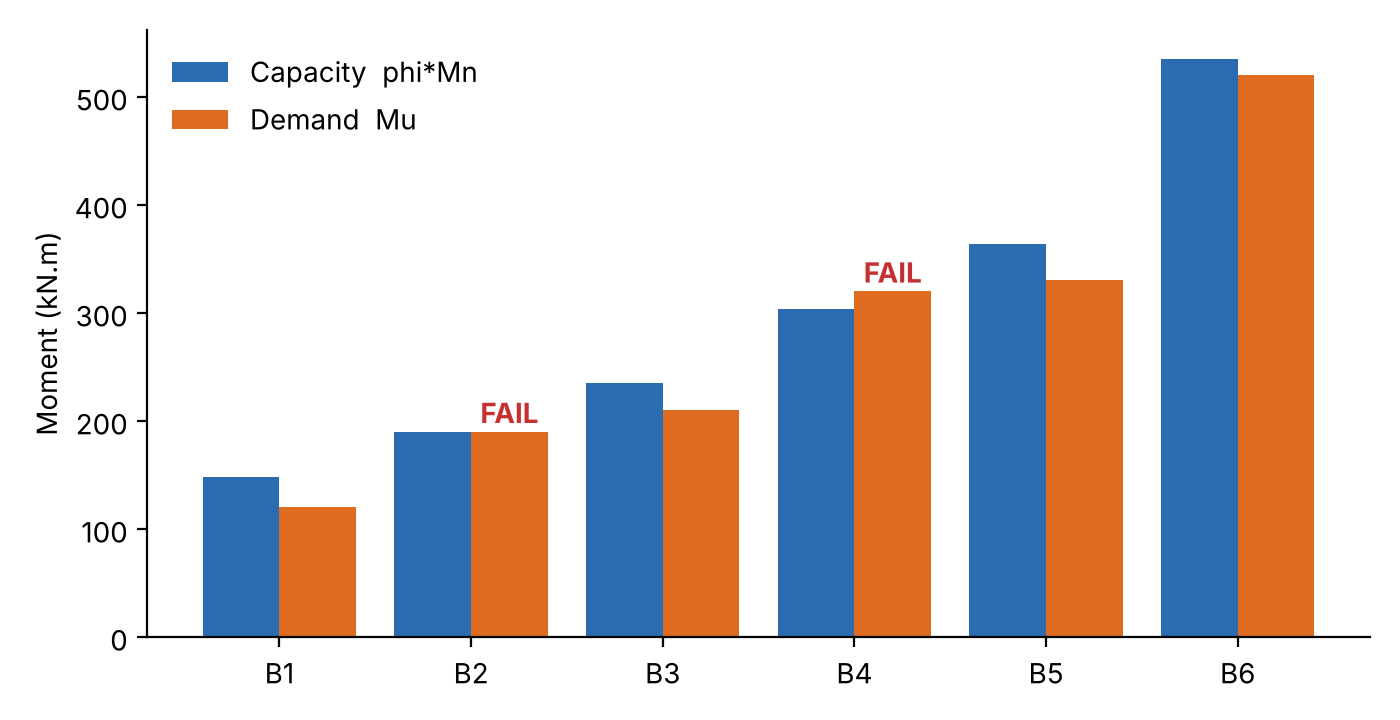 Capacity  phi*Mn
Demand  Mu
Moment (kN.m)
500
400
300
200
100
0
FAIL
FAIL
B1
B2
B3
B4
B5
B6